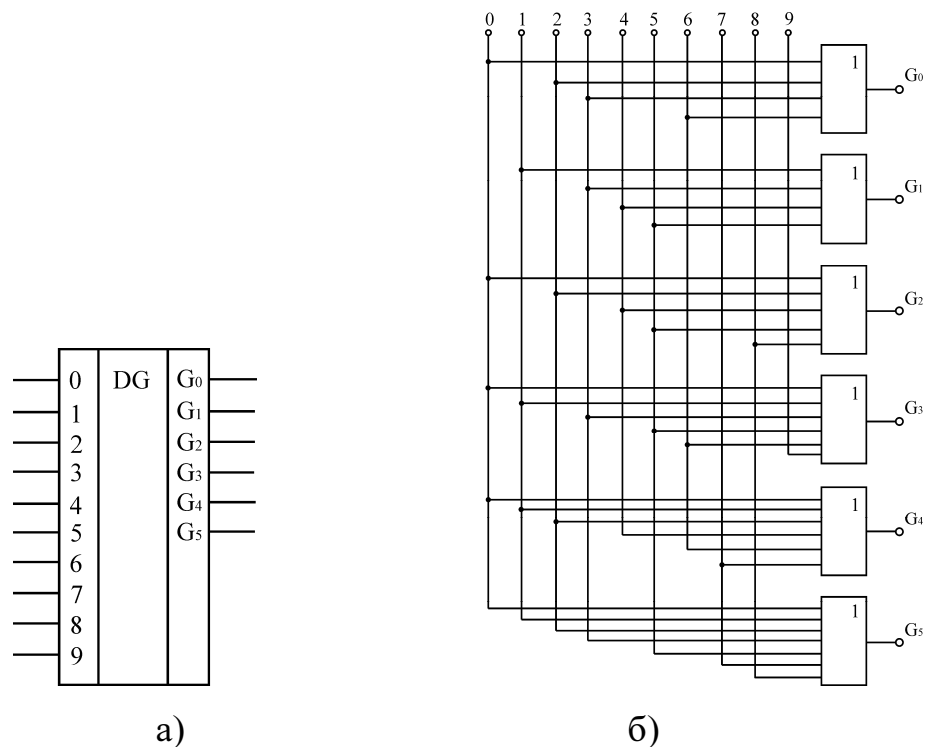 0 1 2 3 4 5 6 7 8 9
1 G₀
1 G₁
1 G₂
1 G₃
1 G₄
1 G₅
0 DG G₀
1 G₁
2 G₂
3 G₃
4 G₄
5 G₅
6
7
8
9
а) б)